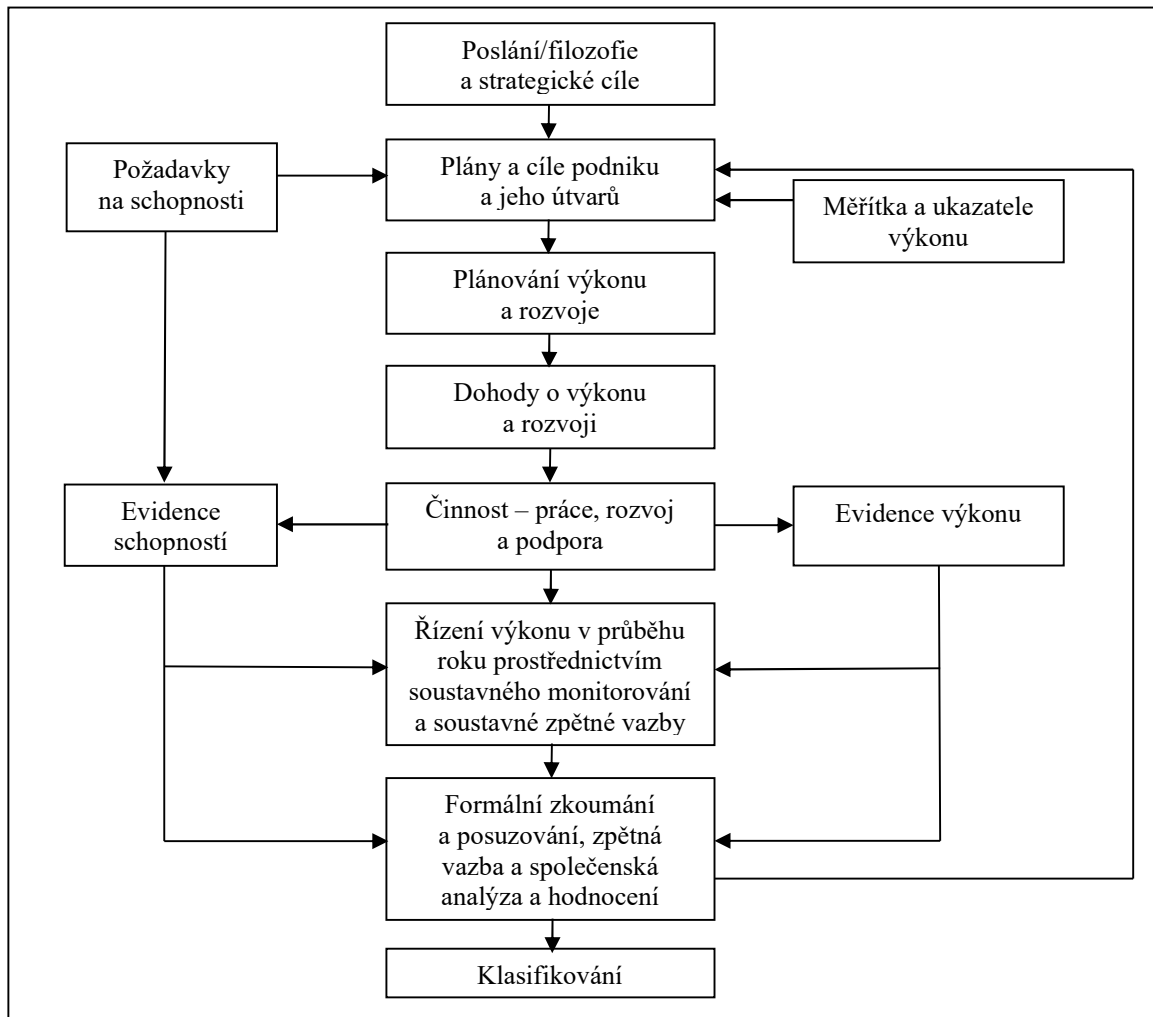 Poslání/filozofie
a strategické cíle
Požadavky
na schopnosti
Plány a cíle podniku
a jeho útvarů
Měřítka a ukazatele
výkonu
Plánování výkonu
a rozvoje
Dohody o výkonu
a rozvoji
Evidence
schopností
Činnost – práce, rozvoj
a podpora
Evidence výkonu
Řízení výkonu v průběhu
roku prostřednictvím
soustavného monitorování
a soustavné zpětné vazby
Formální zkoumání
a posuzování, zpětná
vazba a společenská
analýza a hodnocení
Klasifikování